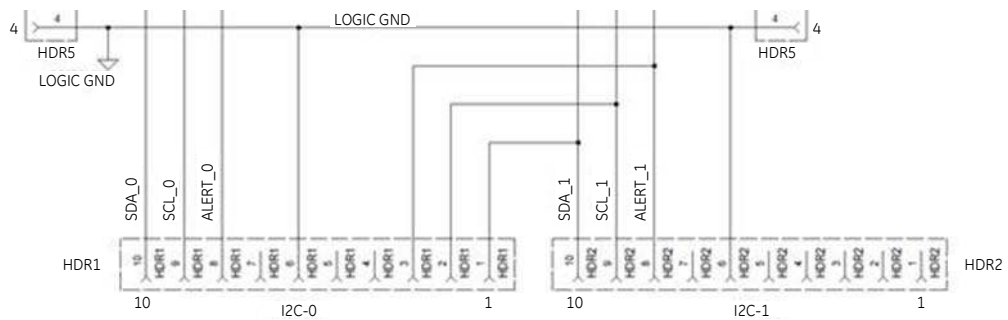 4 4 LOGIC GND 4 4
HDR5 HDR5
LOGIC GND
SDA_0 SCL_0 ALERT_0 SDA_1 SCL_1 ALERT_1
HDR1 10 HDR1 9 HDR1 8 HDR1 7 HDR1 6 HDR1 5 HDR1 4 HDR1 3 HDR1 2 HDR1 1 HDR1
10 HDR2 9 HDR2 8 HDR2 7 HDR2 6 HDR2 5 HDR2 4 HDR2 3 HDR2 2 HDR2 1 HDR2 HDR2
10 1 10 1
I2C-0 I2C-1